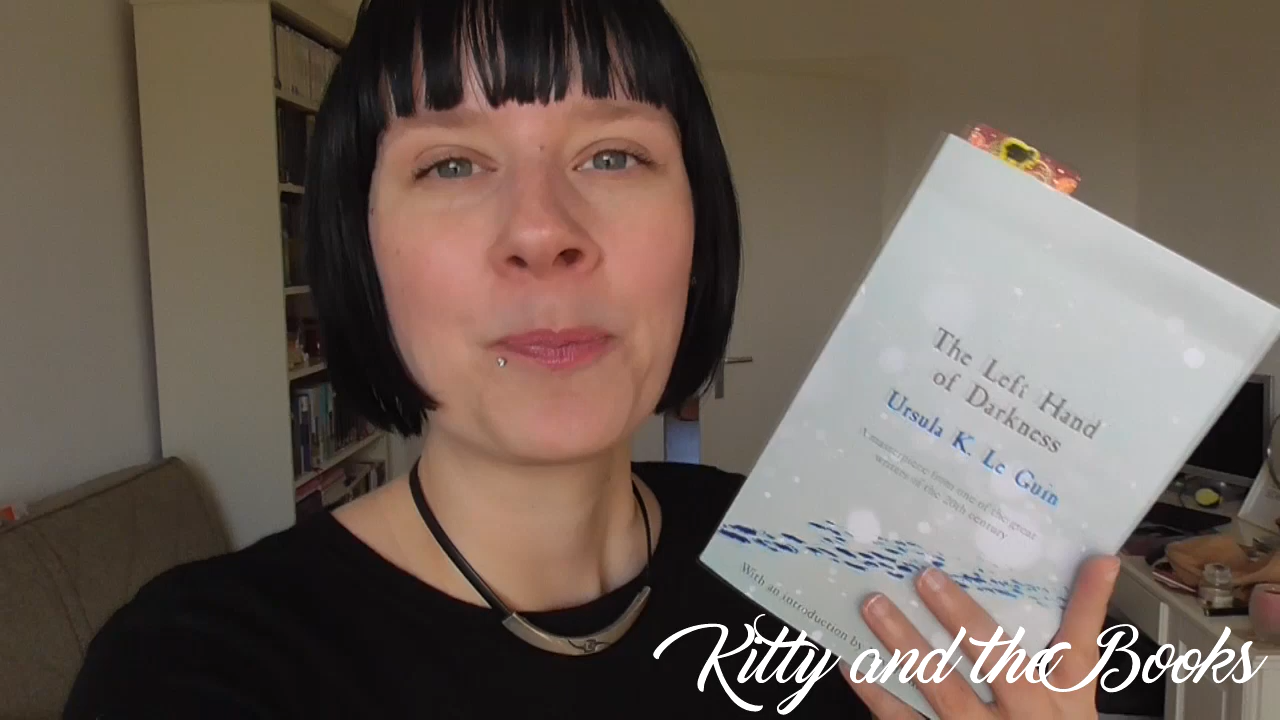 The Left Hand
of Darkness
Ursula K. Le Guin
A masterpiece from one of the great
writers of the 20th century
With an introduction by
Kitty and the Books